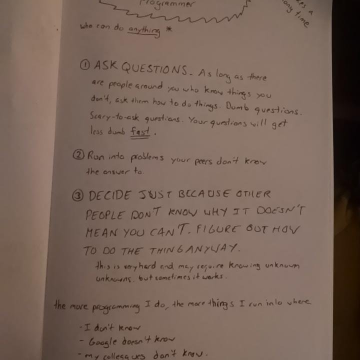 Programmer
who can do anything *
① ASK QUESTIONS. As long as there
are people around you who know things you
don't, ask them how to do things. Dumb questions.
Scary-to-ask questions. Your questions will get
less dumb fast.
② Run into problems your peers don't know
the answer to
③ DECIDE JUST BECAUSE OTHER
PEOPLE DON'T KNOW WHY IT DOESN'T
MEAN YOU CAN'T. FIGURE OUT HOW
TO DO THE THING ANYWAY.
this is hard and may require knowing unknown
unknowns. but sometimes it works
the more programming I do, the more things I run into where
- I don't know
- Google doesn't know
- my colleagues don't know